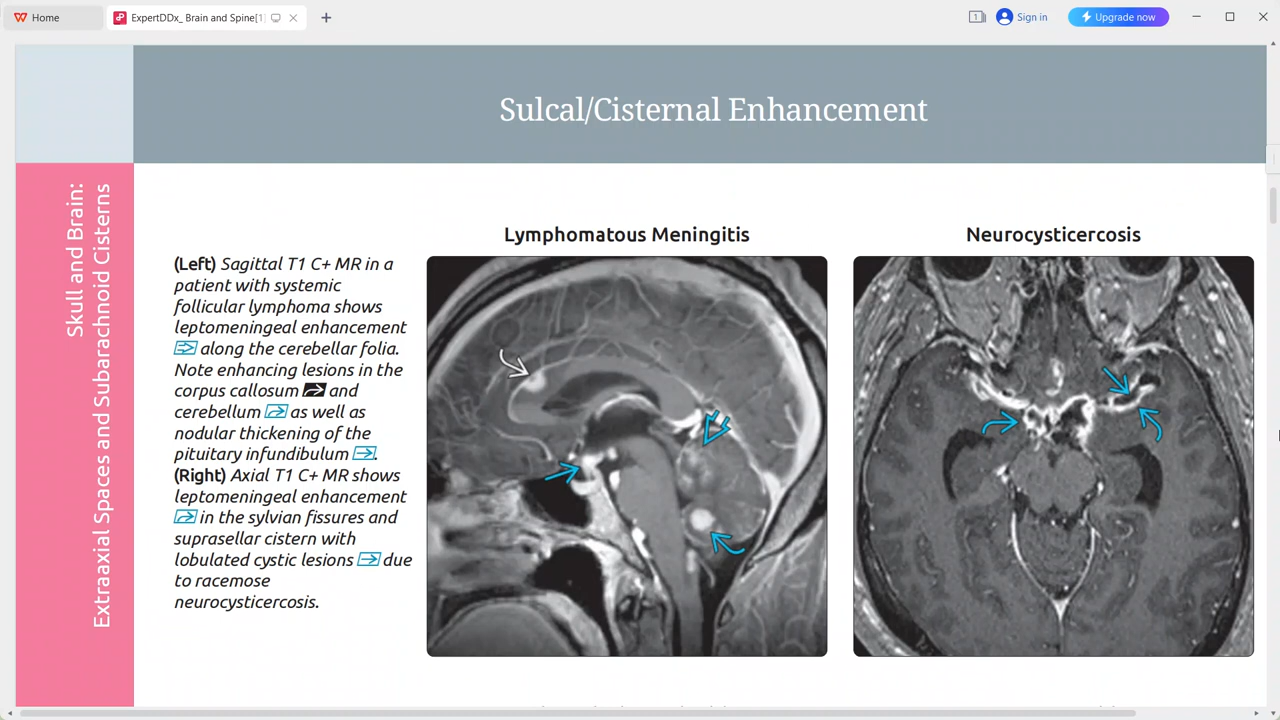 Home
ExpertDDx_ Brain and Spine[1]
1
Sign in
Upgrade now
Sulcal/Cisternal Enhancement
Skull and Brain:
Extraaxial Spaces and Subarachnoid Cisterns
(Left) Sagittal T1 C+ MR in a
patient with systemic
follicular lymphoma shows
leptomeningeal enhancement
along the cerebellar folia.
Note enhancing lesions in the
corpus callosum and
cerebellum as well as
nodular thickening of the
pituitary infundibulum .
(Right) Axial T1 C+ MR shows
leptomeningeal enhancement
in the sylvian fissures and
suprasellar cistern with
lobulated cystic lesions due
to racemose
neurocysticercosis.
Lymphomatous Meningitis
Neurocysticercosis